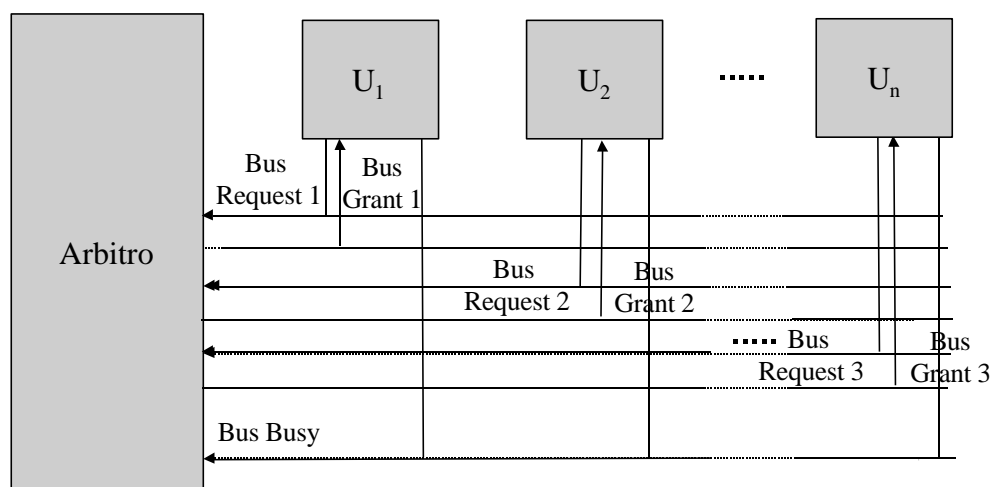 U1
U2
.....
Un
Bus
Request 1
Bus
Grant 1
Arbitro
Bus
Request 2
Bus
Grant 2
.....
Bus
Request 3
Bus
Grant 3
Bus Busy